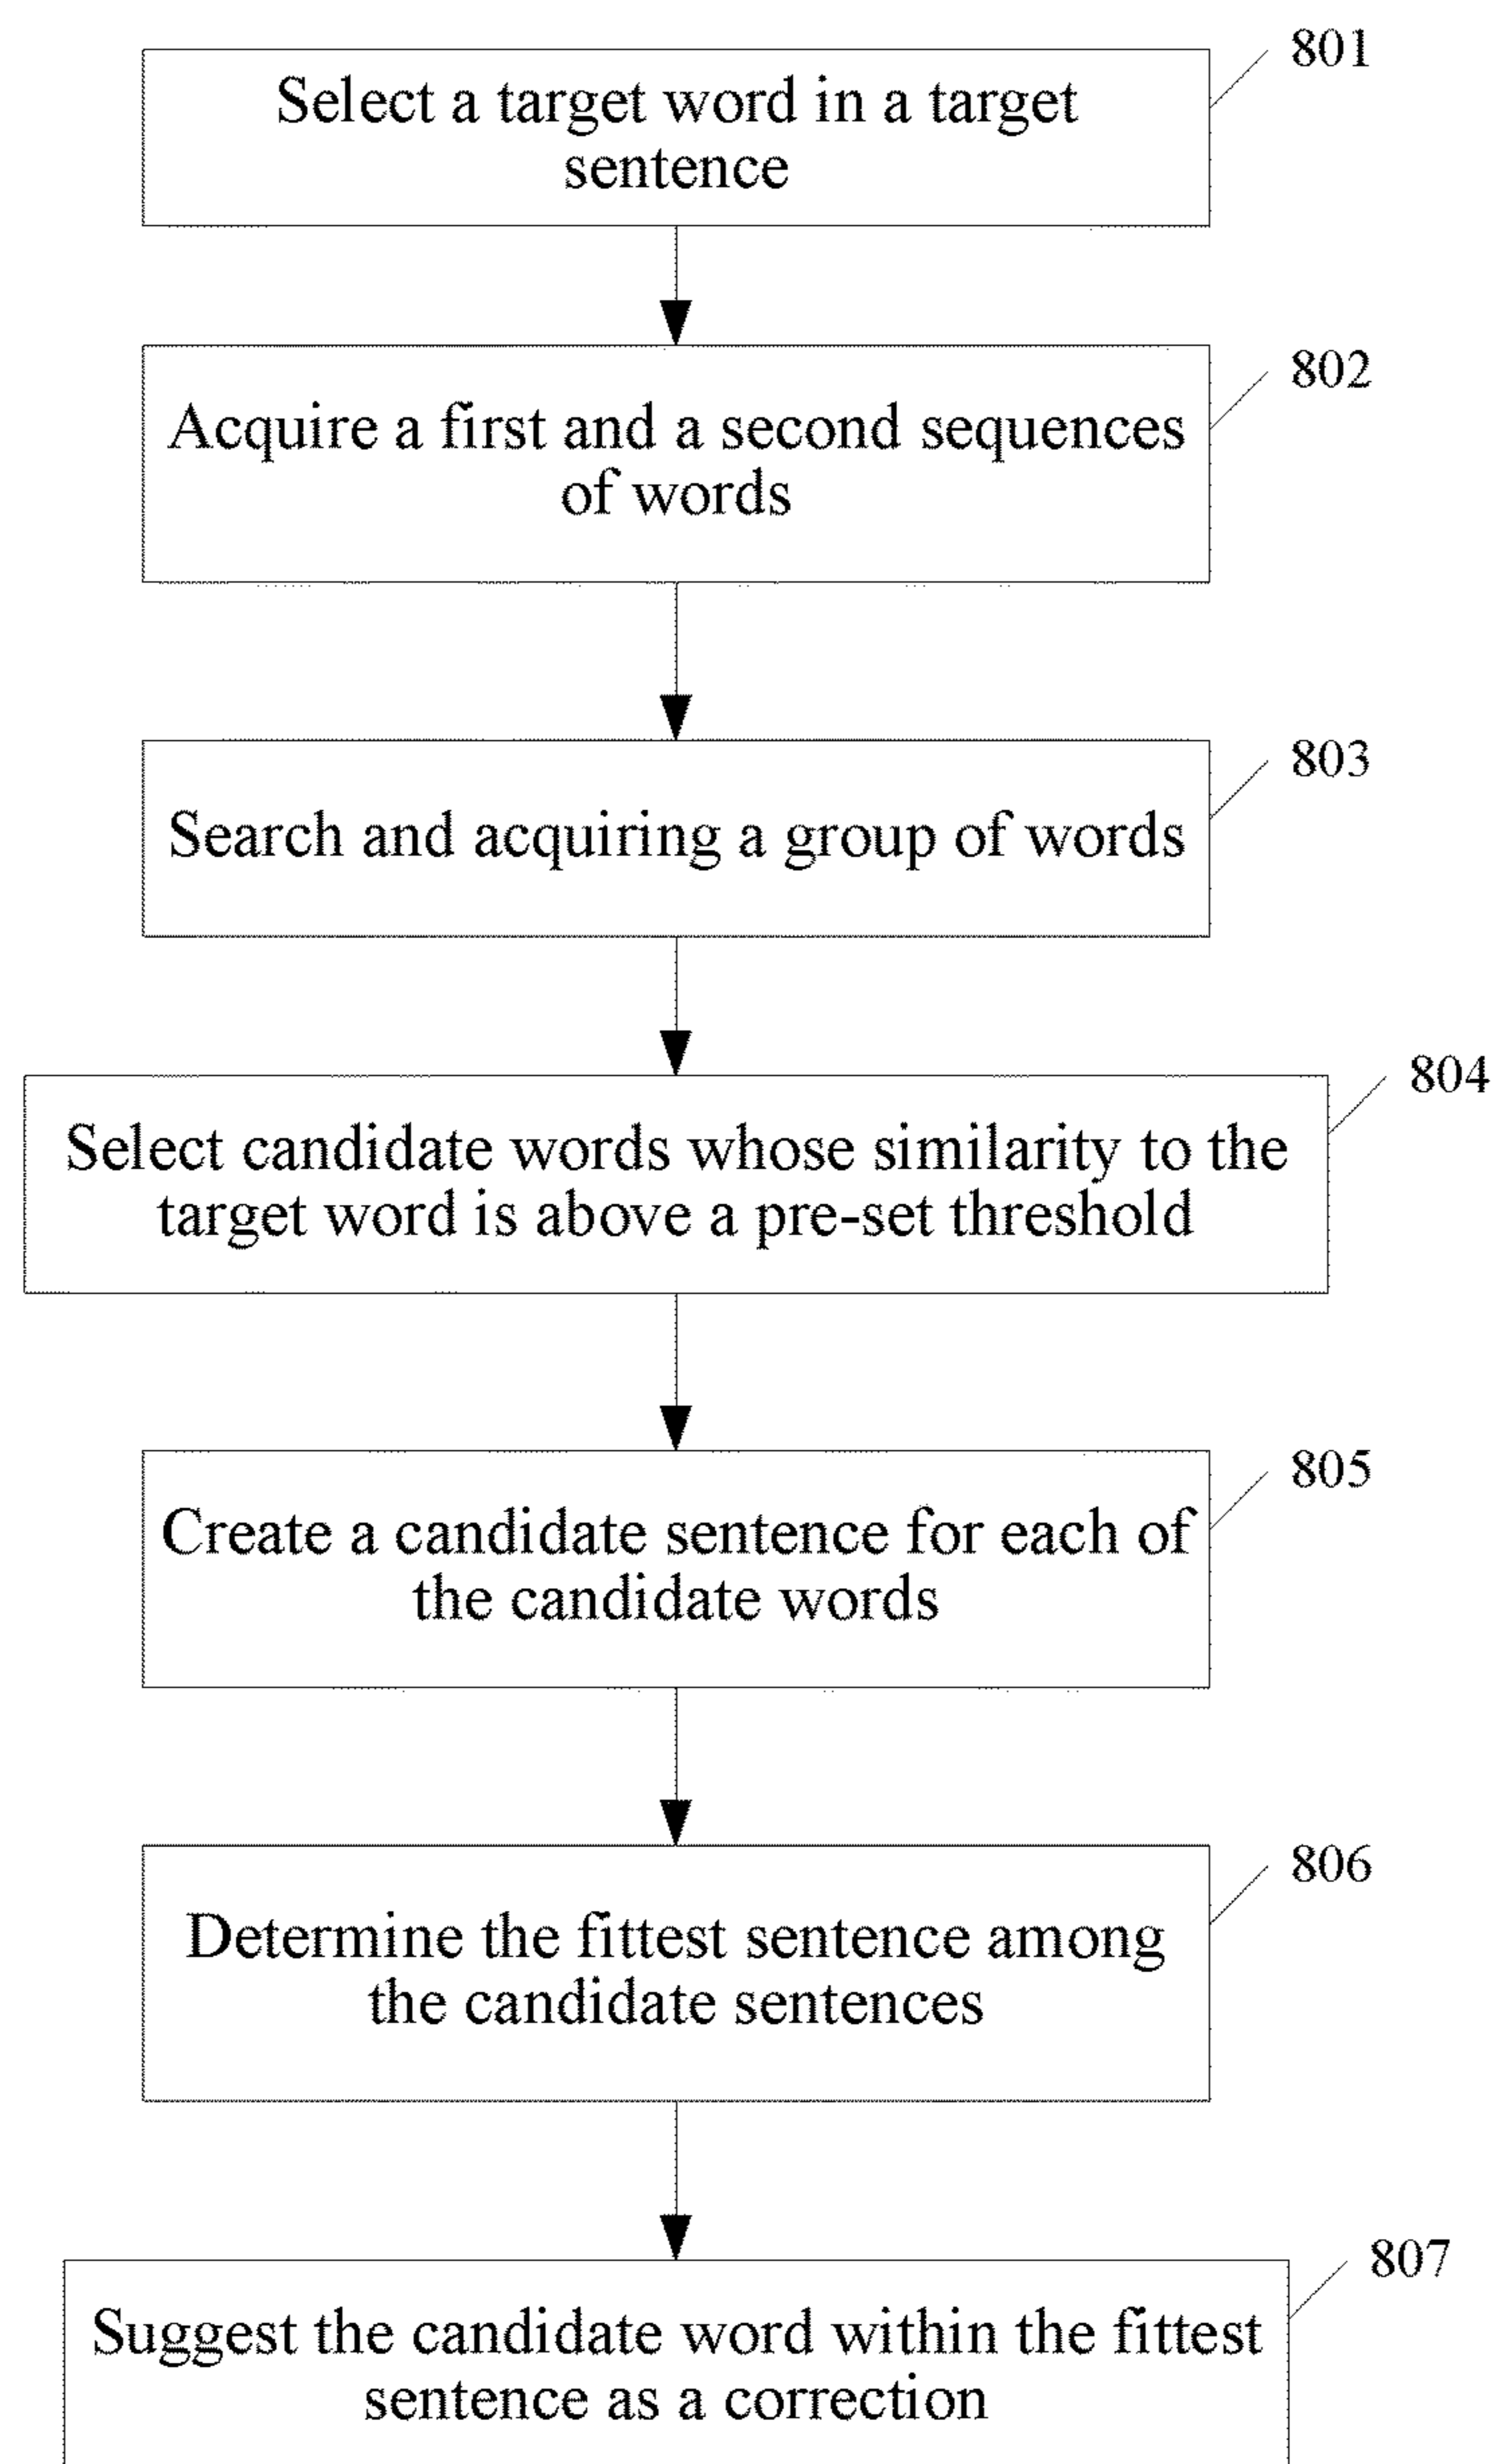 801
Select a target word in a target
sentence
802
Acquire a first and a second sequences
of words
803
Search and acquiring a group of words
804
Select candidate words whose similarity to the
target word is above a pre-set threshold
805
Create a candidate sentence for each of
the candidate words
806
Determine the fittest sentence among
the candidate sentences
807
Suggest the candidate word within the fittest
sentence as a correction